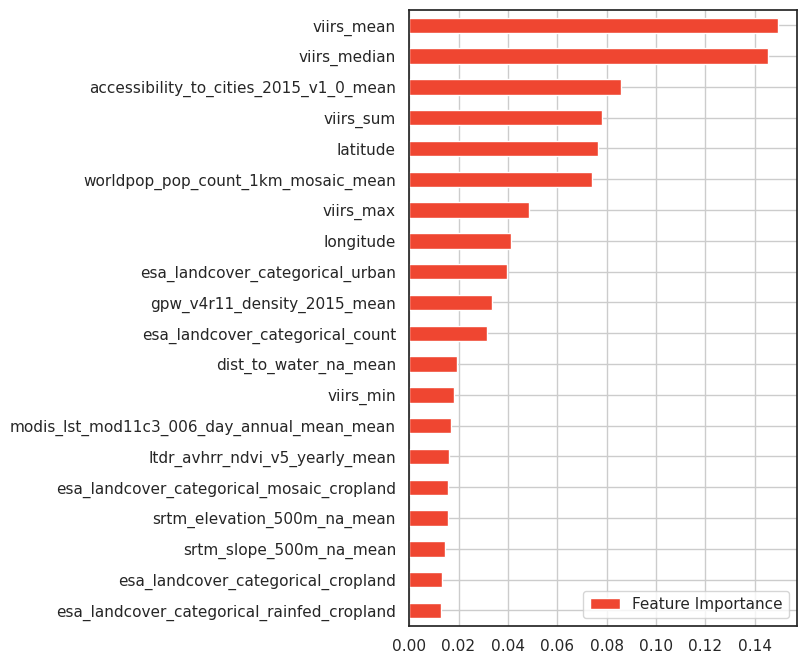 viirs_mean
viirs_median
accessibility_to_cities_2015_v1_0_mean
viirs_sum
latitude
worldpop_pop_count_1km_mosaic_mean
viirs_max
longitude
esa_landcover_categorical_urban
gpw_v4r11_density_2015_mean
esa_landcover_categorical_count
dist_to_water_na_mean
viirs_min
modis_lst_mod11c3_006_day_annual_mean_mean
ltdr_avhrr_ndvi_v5_yearly_mean
esa_landcover_categorical_mosaic_cropland
srtm_elevation_500m_na_mean
srtm_slope_500m_na_mean
esa_landcover_categorical_cropland
esa_landcover_categorical_rainfed_cropland
Feature Importance
0.00 0.02 0.04 0.06 0.08 0.10 0.12 0.14